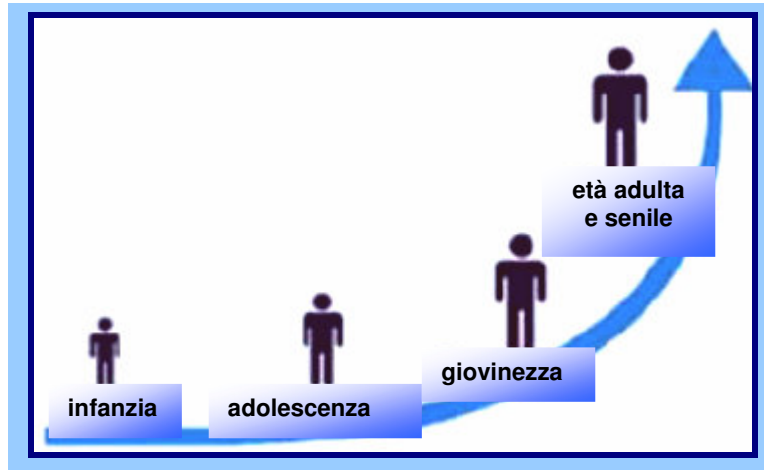 età adulta
e senile
giovinezza
infanzia
adolescenza